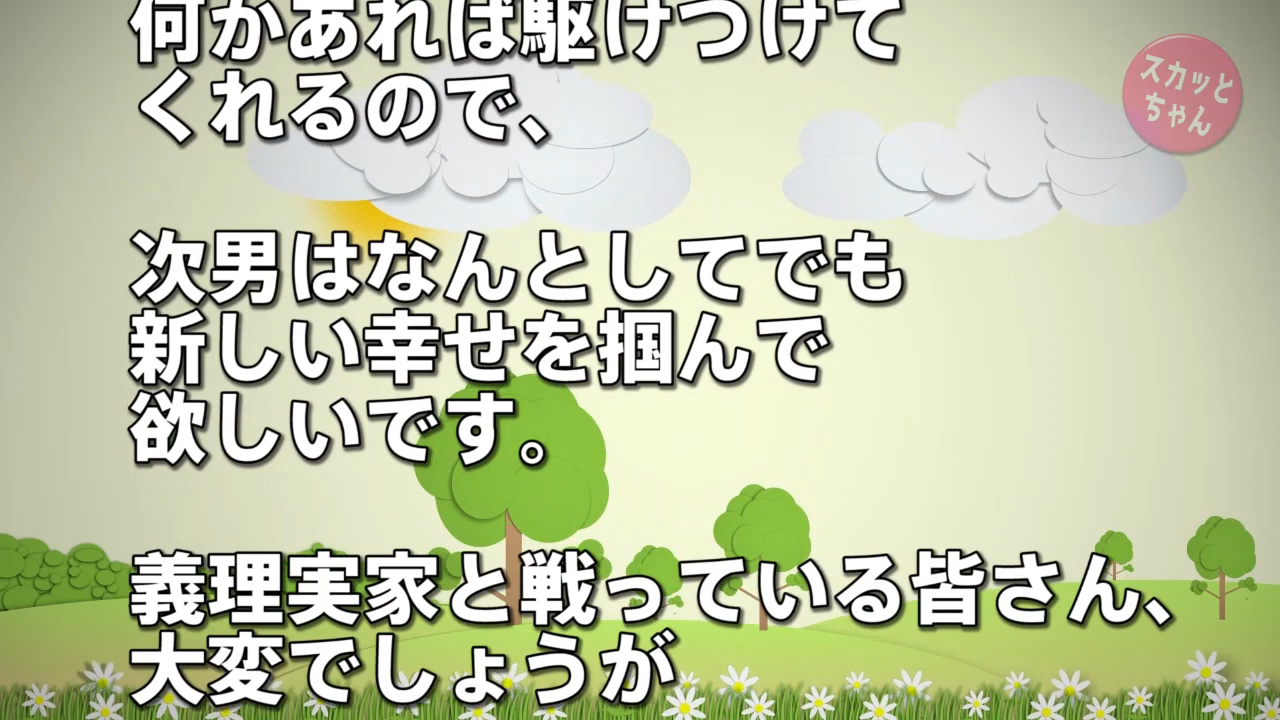 何かあれば駆けつけて
くれるので、
次男はなんとしてでも
新しい幸せを掴んで
欲しいです。
義理実家と戦っている皆さん、
大変でしょうが
スカッと
ちゃん